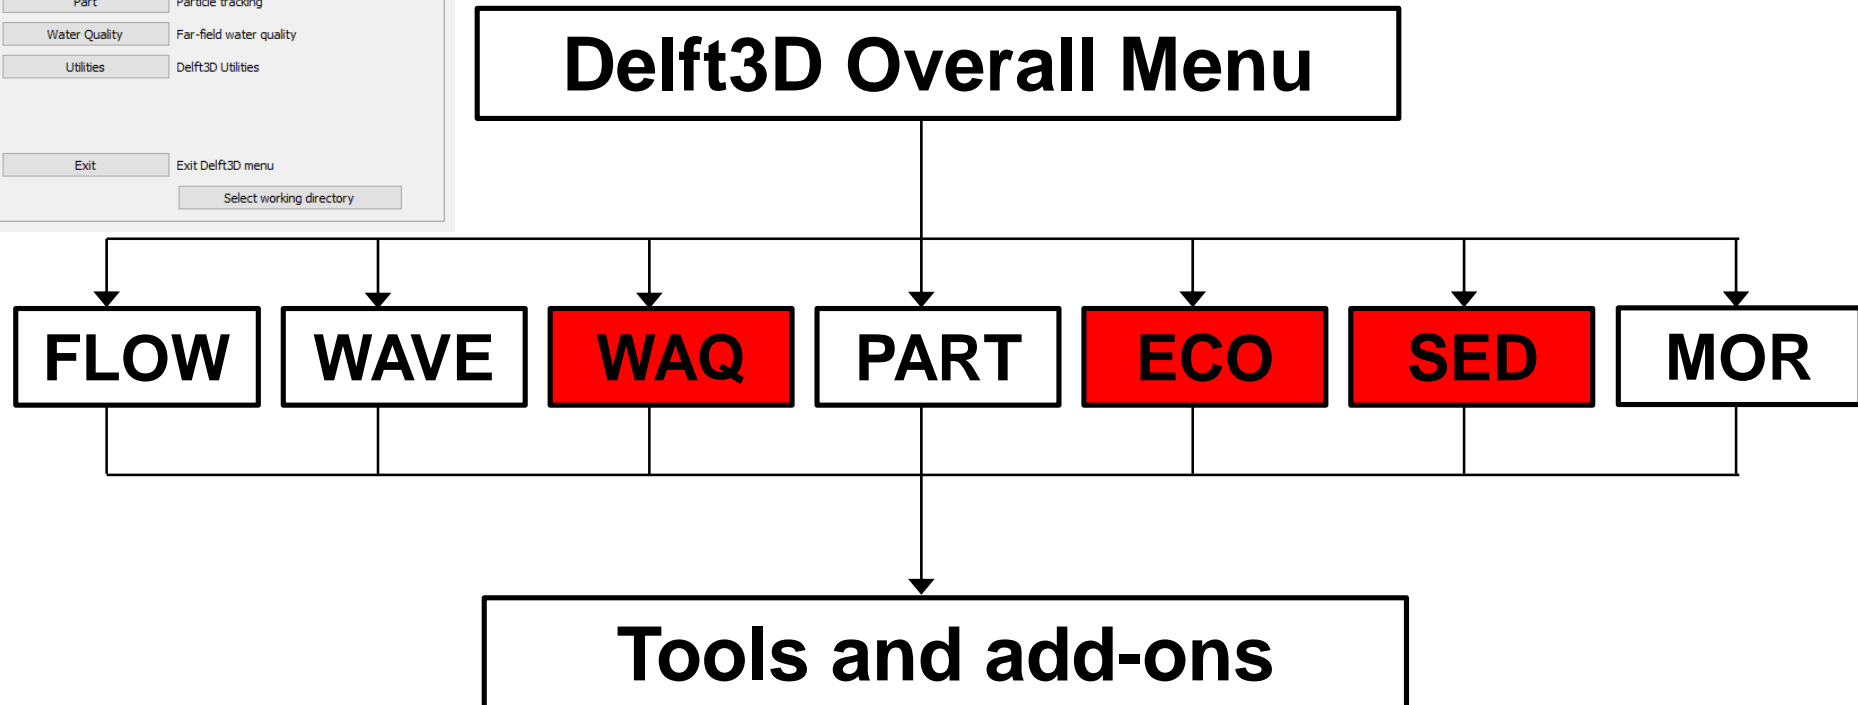 Part Particle tracking
Water Quality Far-field water quality
Utilities Delft3D Utilities
Exit Exit Delft3D menu
Select working directory
Delft3D Overall Menu
FLOW WAVE WAQ PART ECO SED MOR
Tools and add-ons